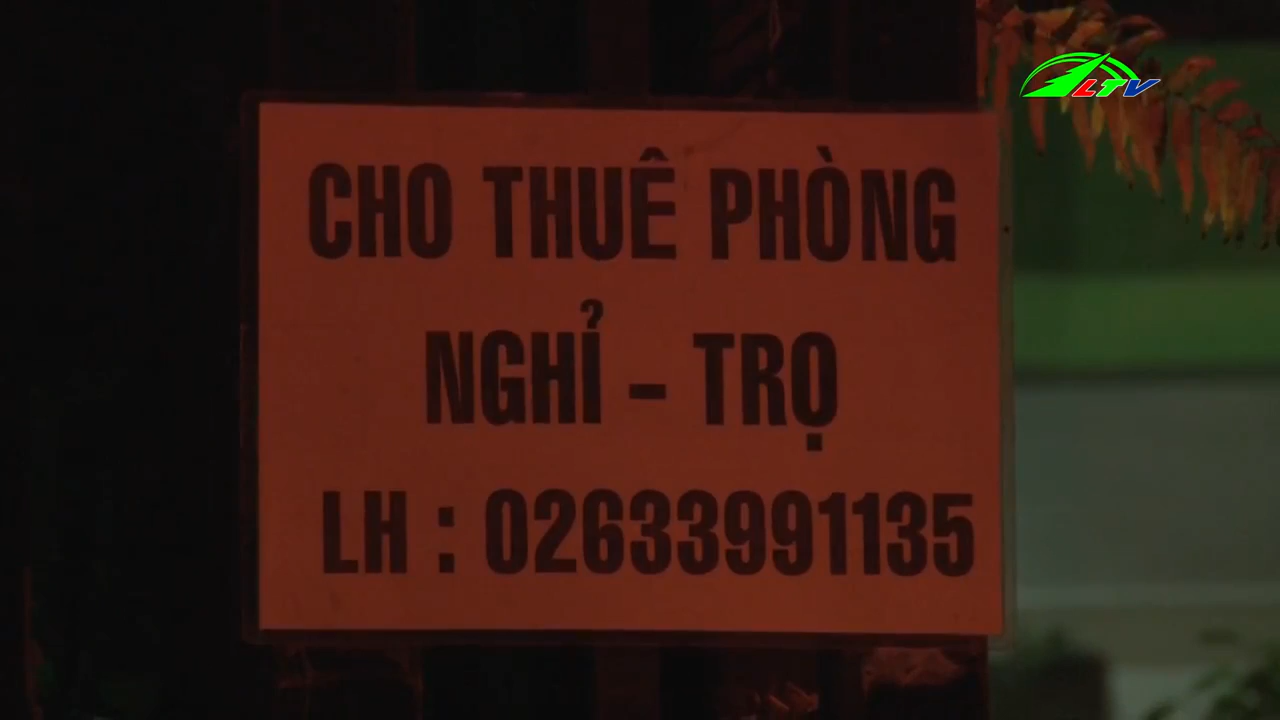 LTV
CHO THUÊ PHÒNG
NGHỈ - TRỌ
LH : 02633991135